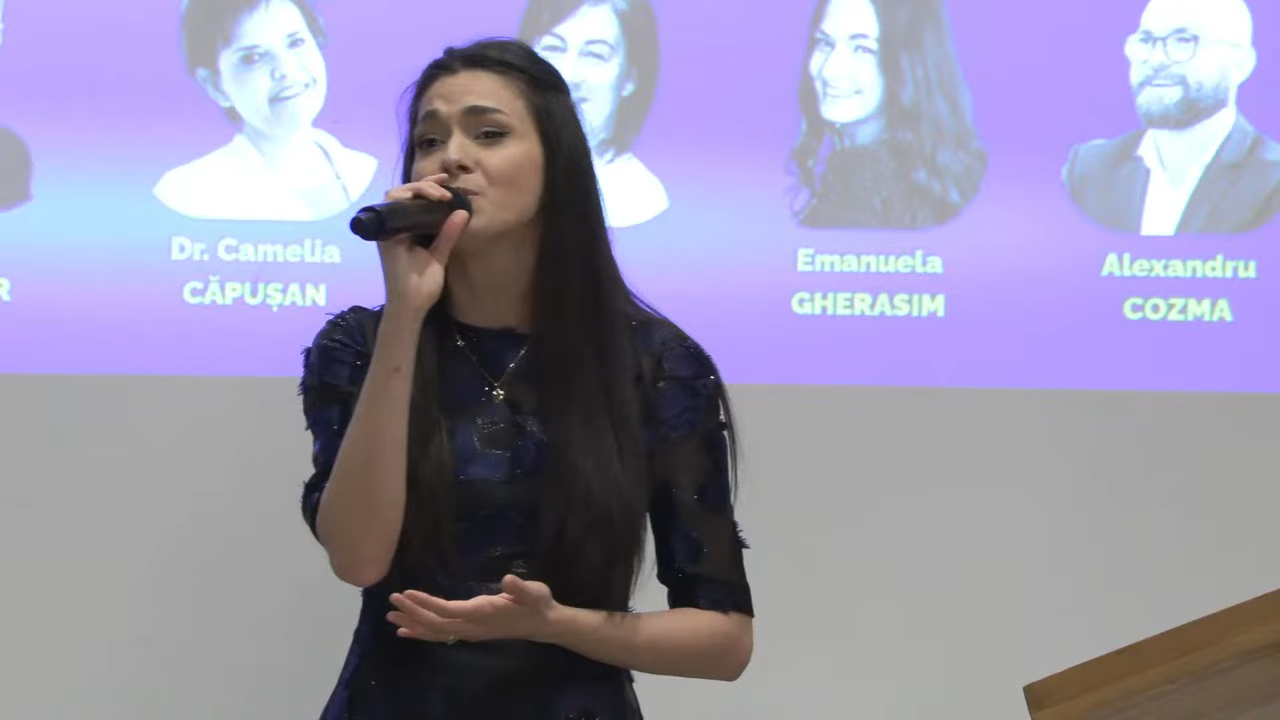 R
Dr. Camelia
CĂPUȘAN
Emanuela
GHERASIM
Alexandru
COZMA